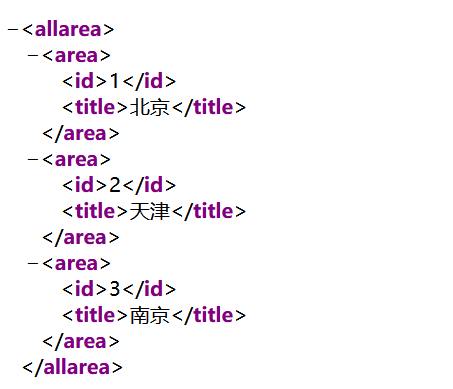 −<allarea>
−<area>
<id>1</id>
<title>北京</title>
</area>
−<area>
<id>2</id>
<title>天津</title>
</area>
−<area>
<id>3</id>
<title>南京</title>
</area>
</allarea>